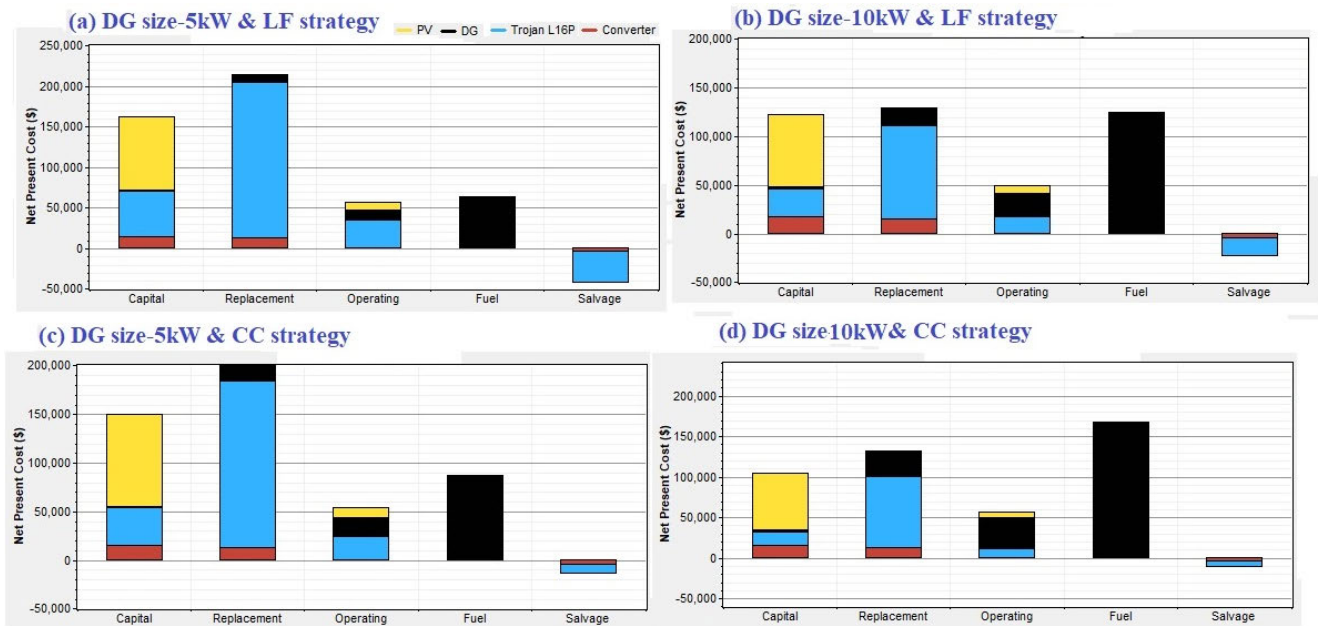 (a) DG size-5kW & LF strategy
PV DG Trojan L16P Converter
Net Present Cost ($)
250,000
200,000
150,000
100,000
50,000
0
-50,000
Capital Replacement Operating Fuel Salvage
(b) DG size-10kW & LF strategy
Net Present Cost ($)
200,000
150,000
100,000
50,000
0
-50,000
Capital Replacement Operating Fuel Salvage
(c) DG size-5kW & CC strategy
Net Present Cost ($)
200,000
150,000
100,000
50,000
0
-50,000
Capital Replacement Operating Fuel Salvage
(d) DG size-10kW& CC strategy
Net Present Cost ($)
200,000
150,000
100,000
50,000
0
-50,000
Capital Replacement Operating Fuel Salvage